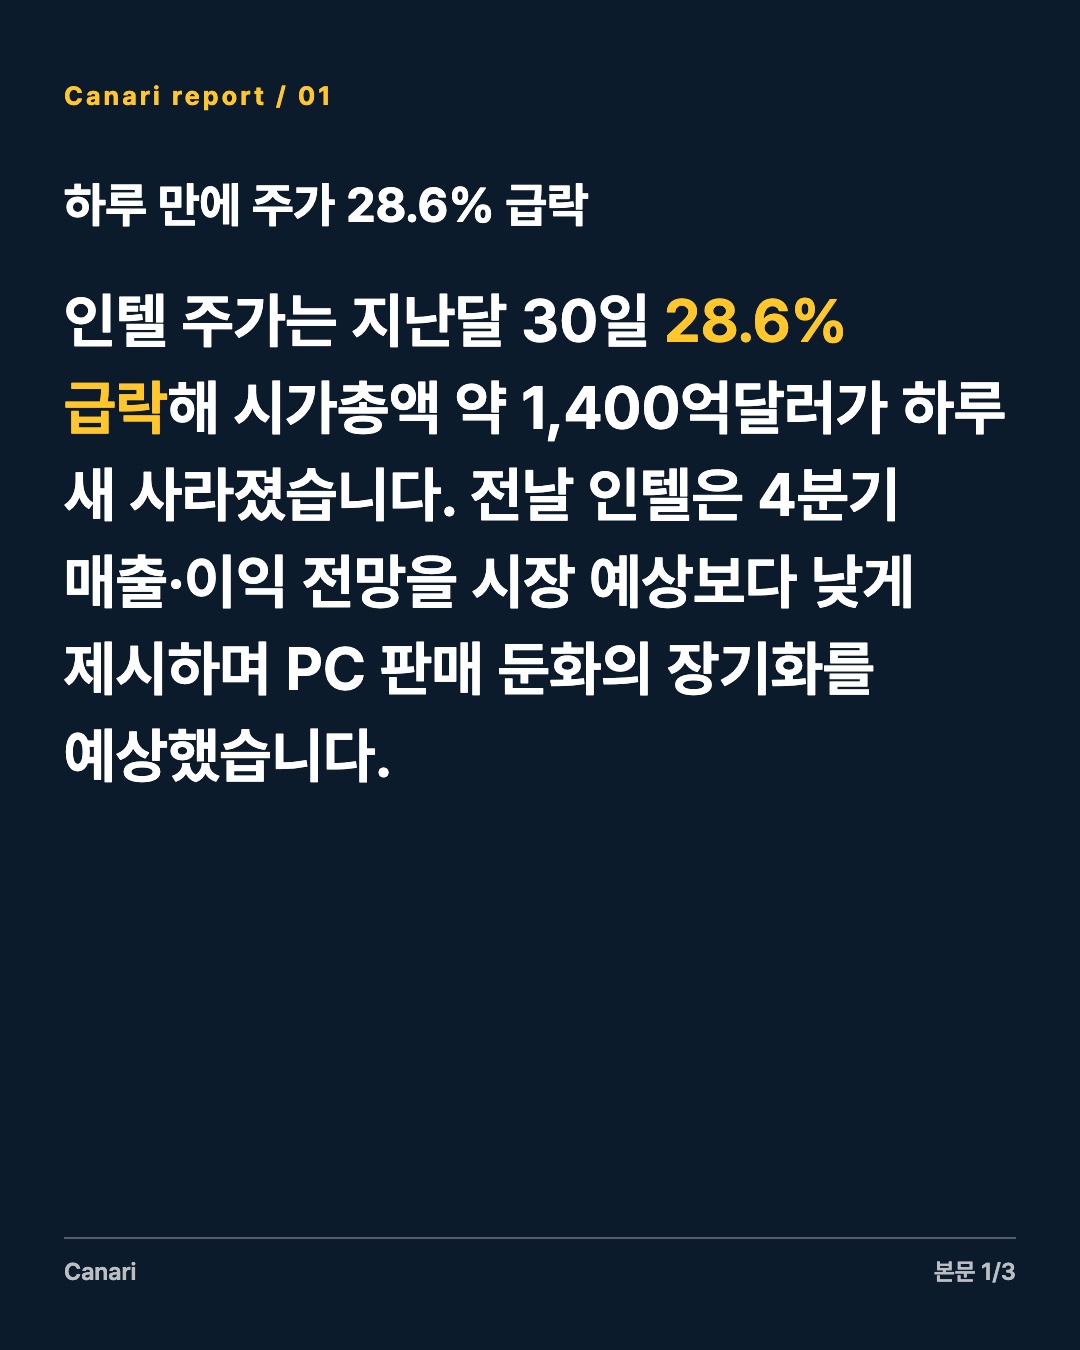 Canari report / 01
하루 만에 주가 28.6% 급락
인텔 주가는 지난달 30일 28.6%
급락해 시가총액 약 1,400억달러가 하루
새 사라졌습니다. 전날 인텔은 4분기
매출·이익 전망을 시장 예상보다 낮게
제시하며 PC 판매 둔화의 장기화를
예상했습니다.
Canari
본문 1/3